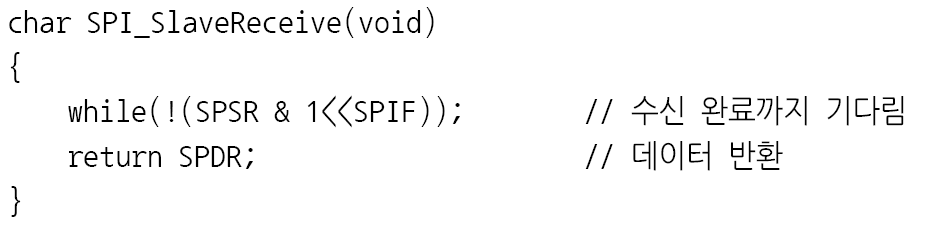 char SPI_SlaveReceive(void)
{
    while(!(SPSR & 1<<SPIF));        // 수신 완료까지 기다림
    return SPDR;                     // 데이터 반환
}